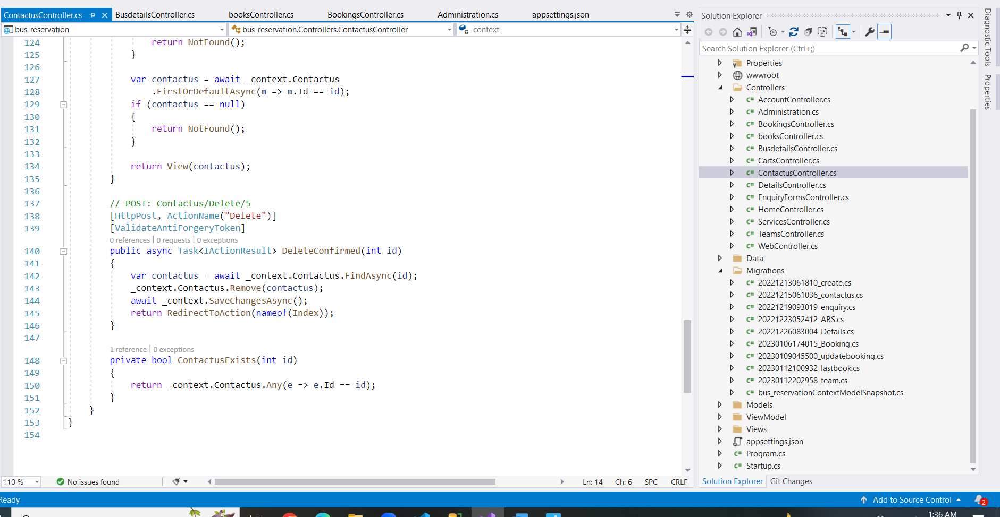 ContactusController.cs
BusdetailsController.cs
booksController.cs
BookingsController.cs
Administration.cs
appsettings.json
bus_reservation
bus_reservation.Controllers.ContactusController
_context
124 return NotFound();
125 }
126
127 var contactus = await _context.Contactus
128 .FirstOrDefaultAsync(m => m.Id == id);
129 if (contactus == null)
130 {
131 return NotFound();
132 }
133
134 return View(contactus);
135 }
136
137 // POST: Contactus/Delete/5
138 [HttpPost, ActionName("Delete")]
139 [ValidateAntiForgeryToken]
0 references | 0 requests | 0 exceptions
140 public async Task<IActionResult> DeleteConfirmed(int id)
141 {
142 var contactus = await _context.Contactus.FindAsync(id);
143 _context.Contactus.Remove(contactus);
144 await _context.SaveChangesAsync();
145 return RedirectToAction(nameof(Index));
146 }
147
1 reference | 0 exceptions
148 private bool ContactusExists(int id)
149 {
150 return _context.Contactus.Any(e => e.Id == id);
151 }
152 }
153 }
154
110 %
No issues found
Ln: 14
Ch: 6
SPC
CRLF
Solution Explorer
Search Solution Explorer (Ctrl+;)
Properties
wwwroot
Controllers
AccountController.cs
Administration.cs
BookingsController.cs
booksController.cs
BusdetailsController.cs
CartsController.cs
ContactusController.cs
DetailsController.cs
EnquiryFormsController.cs
HomeController.cs
ServicesController.cs
TeamsController.cs
WebController.cs
Data
Migrations
20221213061810_create.cs
20221215061036_contactus.cs
20221219093019_enquiry.cs
20221223052412_ABS.cs
20221226083004_Details.cs
20230106174015_Booking.cs
20230109045500_updatebooking.cs
20230112100932_lastbook.cs
20230112202958_team.cs
bus_reservationContextModelSnapshot.cs
Models
ViewModel
Views
appsettings.json
Program.cs
Startup.cs
Solution Explorer
Git Changes
Diagnostic Tools
Properties
Ready
Add to Source Control
2
1:36 AM